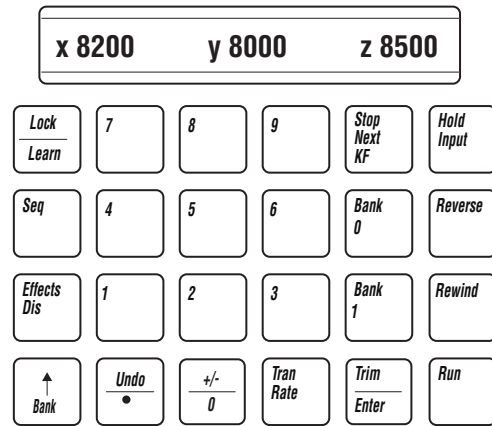 x 8200 y 8000 z 8500
Lock
Learn
7
8
9
Stop
Next
KF
Hold
Input
Seq
4
5
6
Bank
0
Reverse
Effects
Dis
1
2
3
Bank
1
Rewind
↑
Bank
Undo
•
+/-
0
Tran
Rate
Trim
Enter
Run